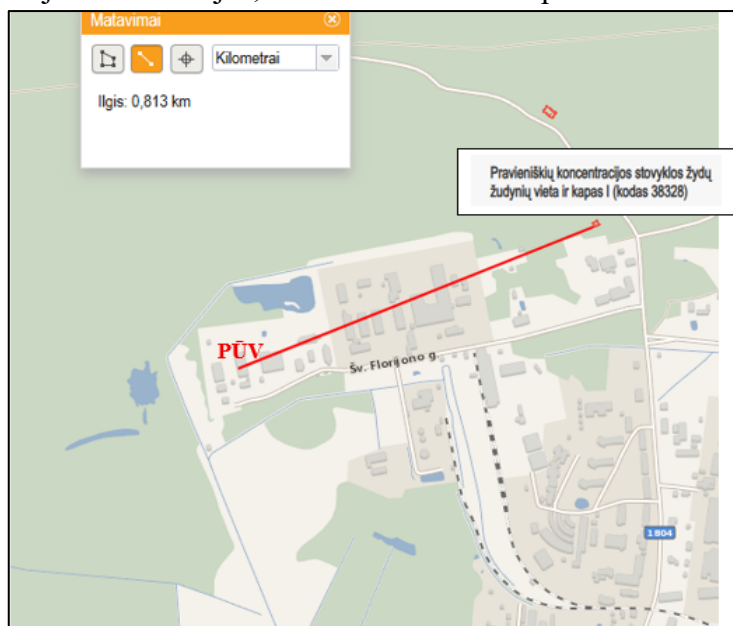 Matavimai
Kilometrai
Ilgis: 0,813 km
Pravieniškių koncentracijos stovyklos žydų
žudynių vieta ir kapas I (kodas 38328)
PŪV
Šv. Florijono g.
1804